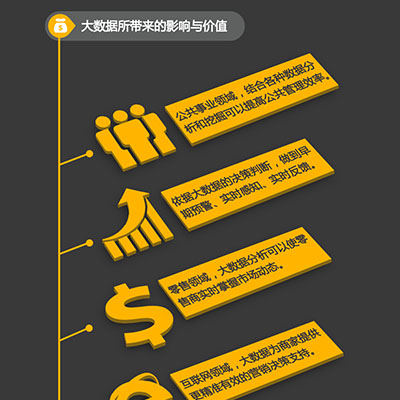 大数据所带来的影响与价值
公共事业领域，结合各种数据分
析和挖掘可以提高公共管理效率。
依据大数据的决策判断，做到早
期预警、实时感知、实时反馈。
零售领域，大数据分析可以使零
售商实时掌握市场动态。
互联网领域，大数据为商家提供
更精准有效的营销决策支持。